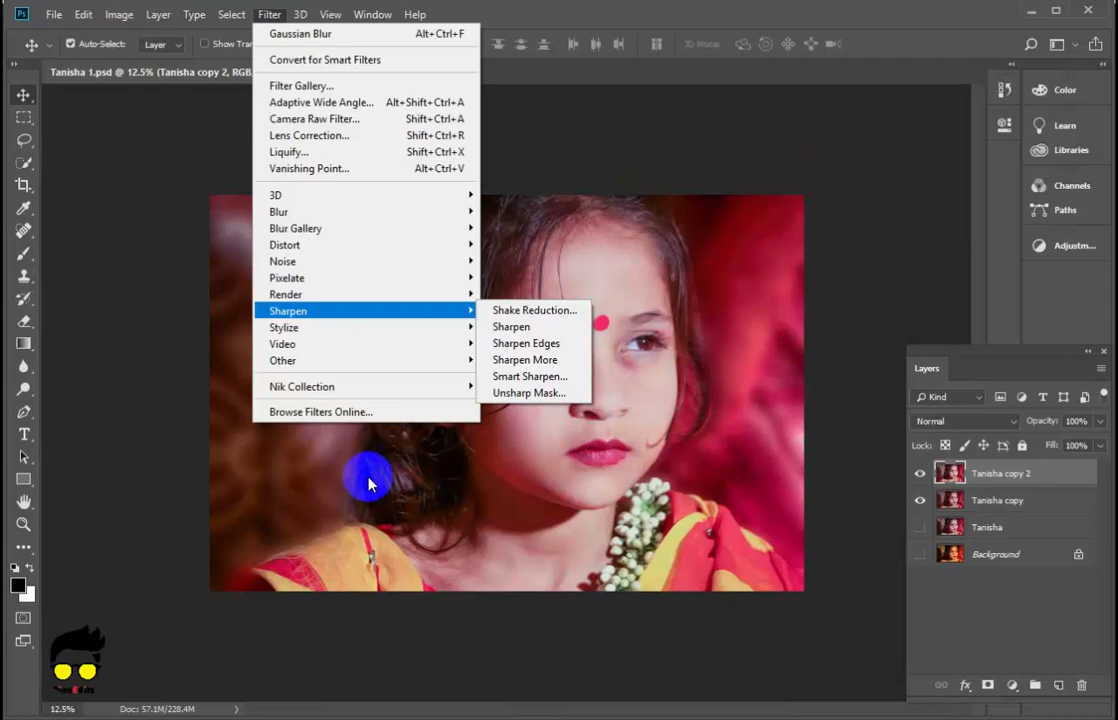 Ps File Edit Image Layer Type Select Filter 3D View Window Help
Auto-Select: Layer Show Tra 3D Mode:
Tanisha 1.psd @ 12.5% (Tanisha copy 2, RGB
Gaussian Blur Alt+Ctrl+F
Convert for Smart Filters
Filter Gallery...
Adaptive Wide Angle... Alt+Shift+Ctrl+A
Camera Raw Filter... Shift+Ctrl+A
Lens Correction... Shift+Ctrl+R
Liquify... Shift+Ctrl+X
Vanishing Point... Alt+Ctrl+V
3D
Blur
Blur Gallery
Distort
Noise
Pixelate
Render
Sharpen
Stylize
Video
Other
Nik Collection
Browse Filters Online...
Shake Reduction...
Sharpen
Sharpen Edges
Sharpen More
Smart Sharpen...
Unsharp Mask...
Color
Learn
Libraries
Channels
Paths
Adjustm...
Layers
Kind
Normal Opacity: 100%
Lock: Fill: 100%
Tanisha copy 2
Tanisha copy
Tanisha
Background
12.5% Doc: 57.1M/228.4M